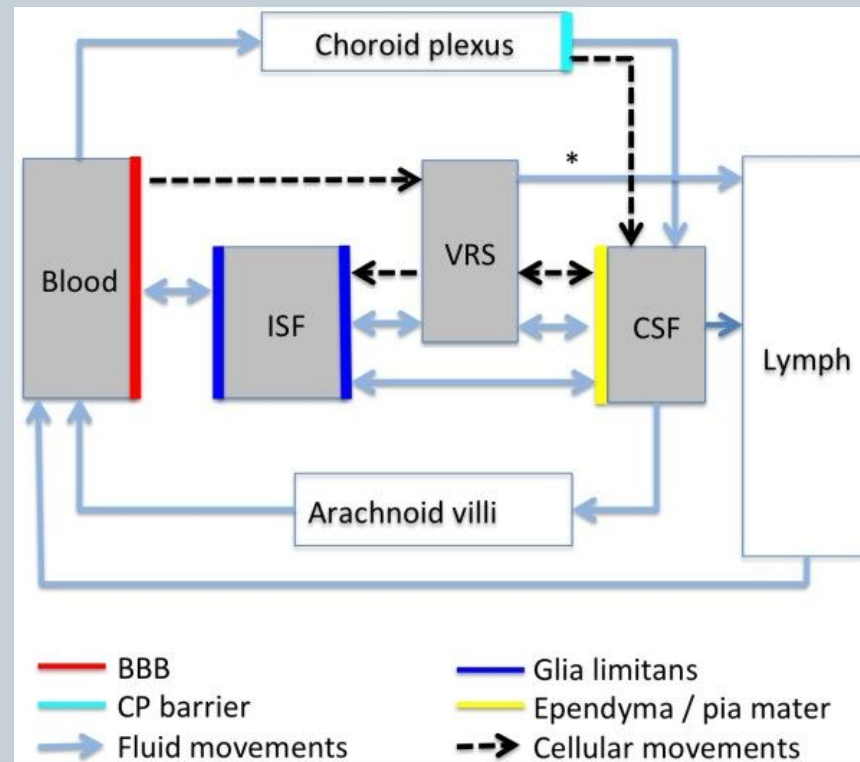 Choroid plexus
*
VRS
Blood
ISF
CSF
Lymph
Arachnoid villi
BBB
Glia limitans
CP barrier
Ependyma / pia mater
Fluid movements
Cellular movements